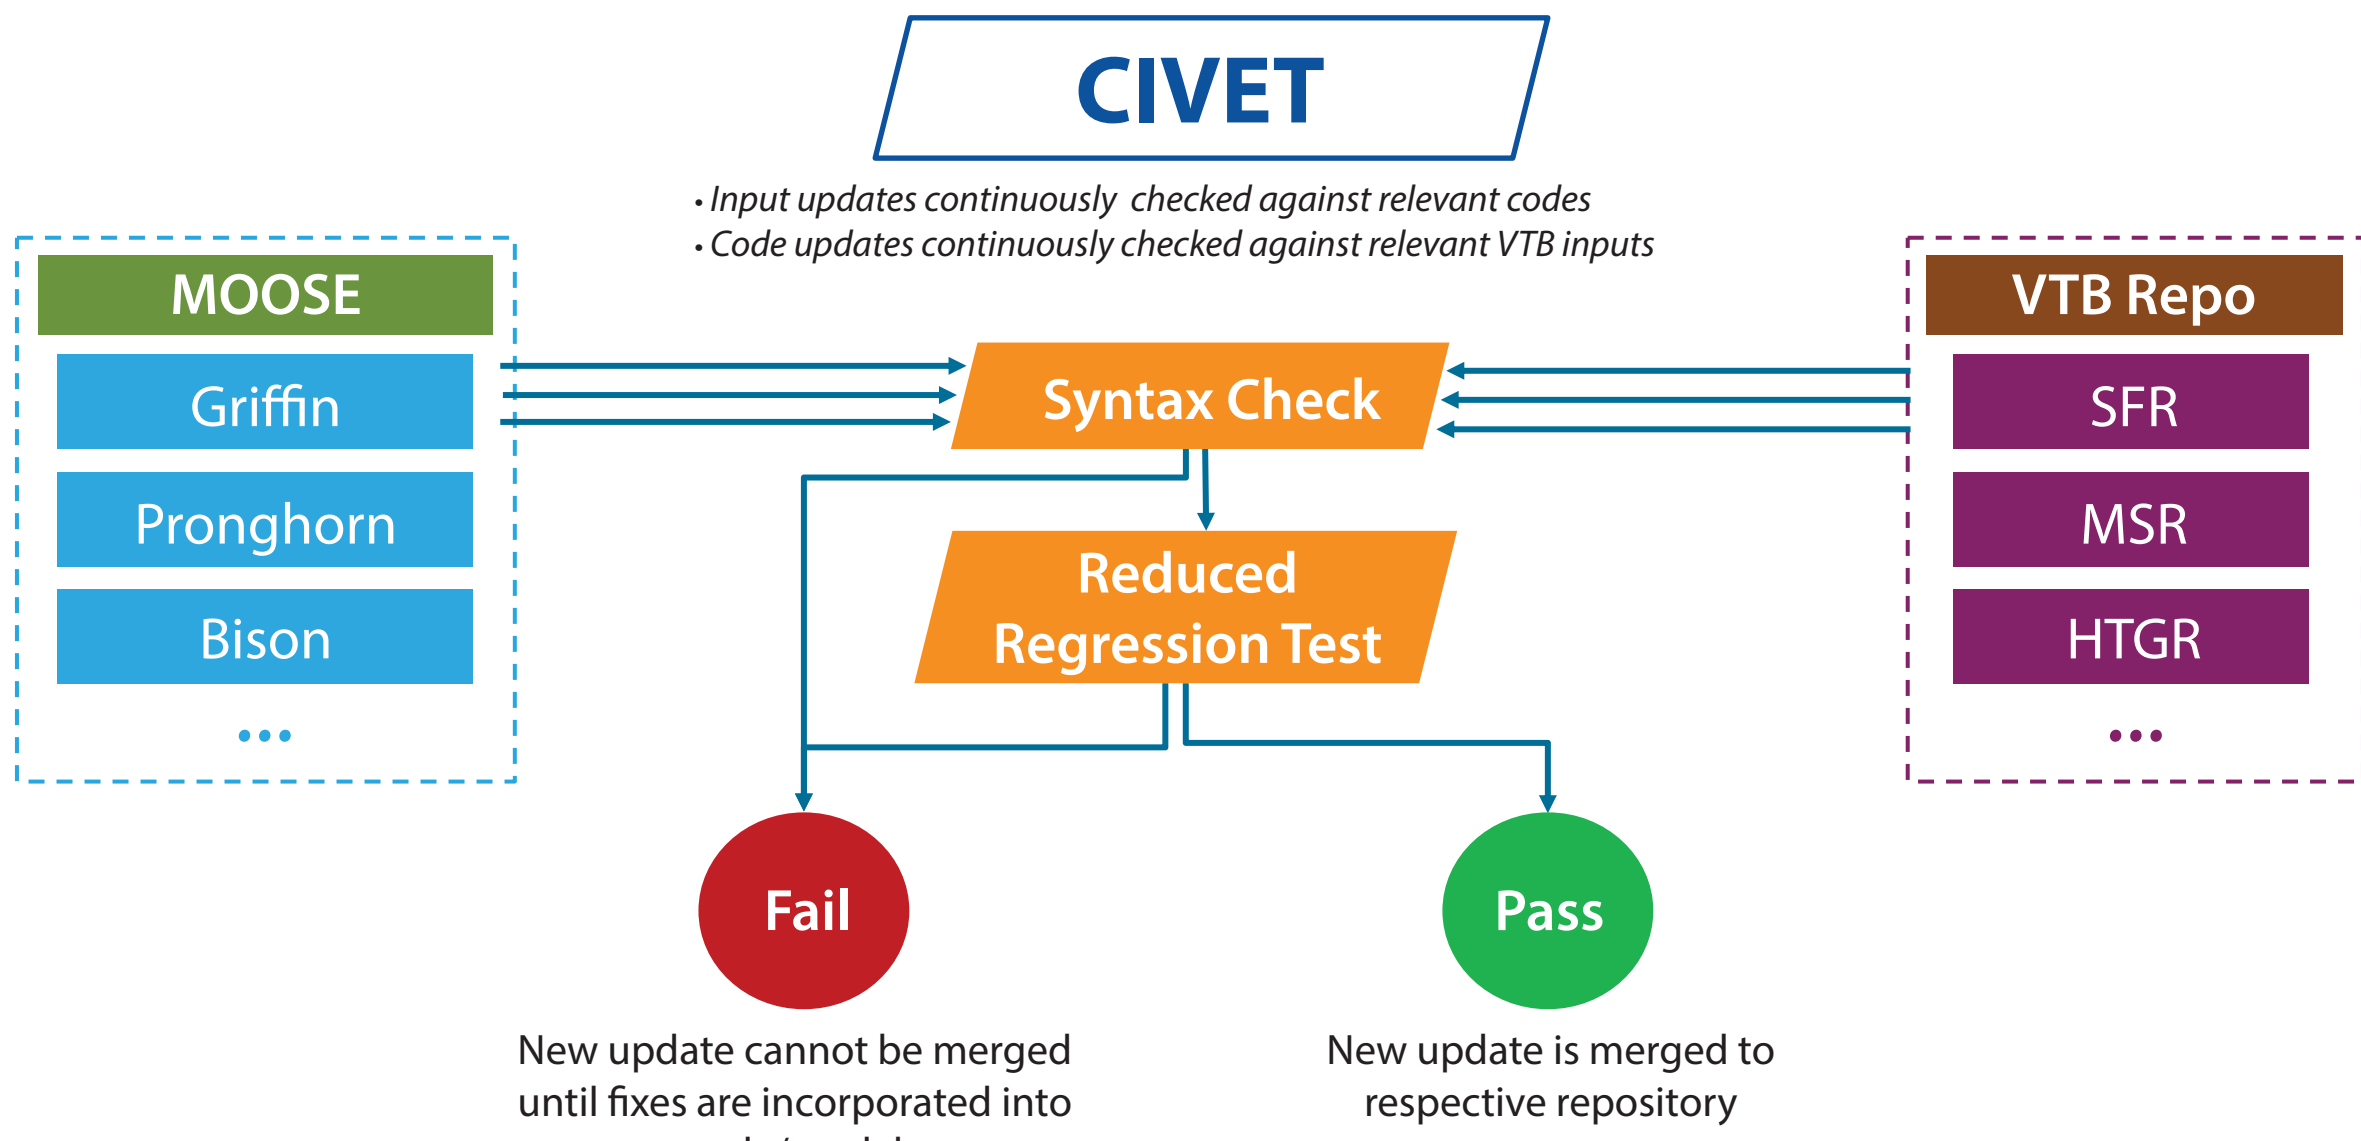 CIVET
• Input updates continuously checked against relevant codes
• Code updates continuously checked against relevant VTB inputs
MOOSE
Griffin
Pronghorn
Bison
...
VTB Repo
SFR
MSR
HTGR
...
Syntax Check
Reduced
Regression Test
Fail
Pass
New update cannot be merged
until fixes are incorporated into
New update is merged to
respective repository